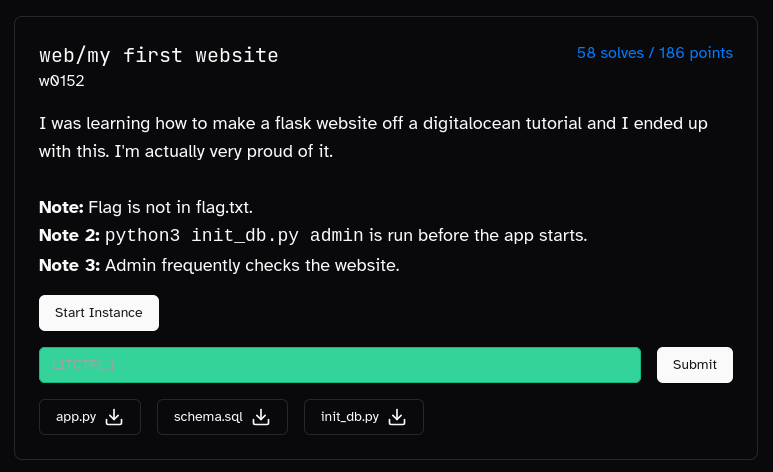 web/my first website
58 solves / 186 points
w0152
I was learning how to make a flask website off a digitalocean tutorial and I ended up
with this. I'm actually very proud of it.
Note: Flag is not in flag.txt.
Note 2: python3 init_db.py admin is run before the app starts.
Note 3: Admin frequently checks the website.
Start Instance
LITCTF{...}
Submit
app.py
schema.sql
init_db.py